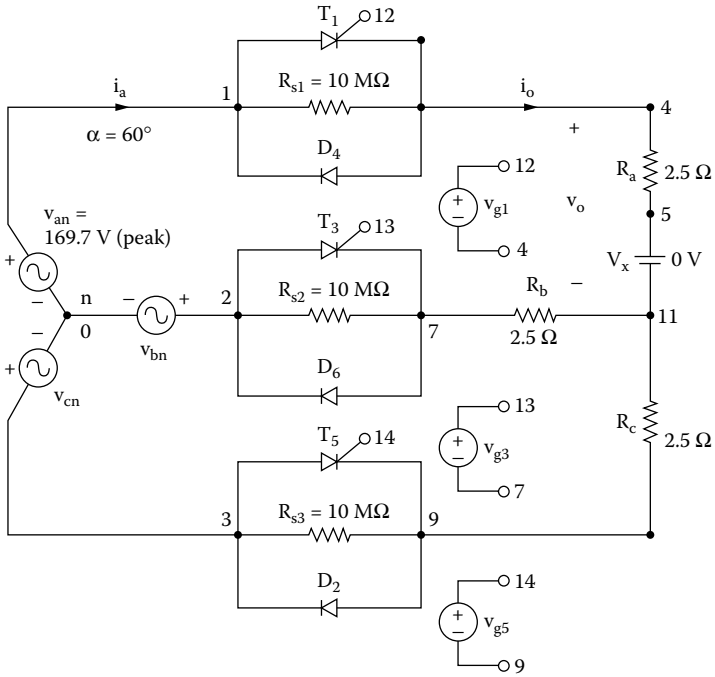 T1 12
Rs1 = 10 MΩ
D4
1
ia
α = 60°
io
4
+
Ra 2.5 Ω
vo
5
Vx 0 V
−
11
12
+
−
vg1
4
van =
169.7 V (peak)
+
−
n
0
− +
vbn
−
+
vcn
T3 13
2
Rs2 = 10 MΩ
7
D6
Rb
2.5 Ω
13
+
−
vg3
7
Rc 2.5 Ω
T5 14
3
Rs3 = 10 MΩ
9
D2
14
+
−
vg5
9